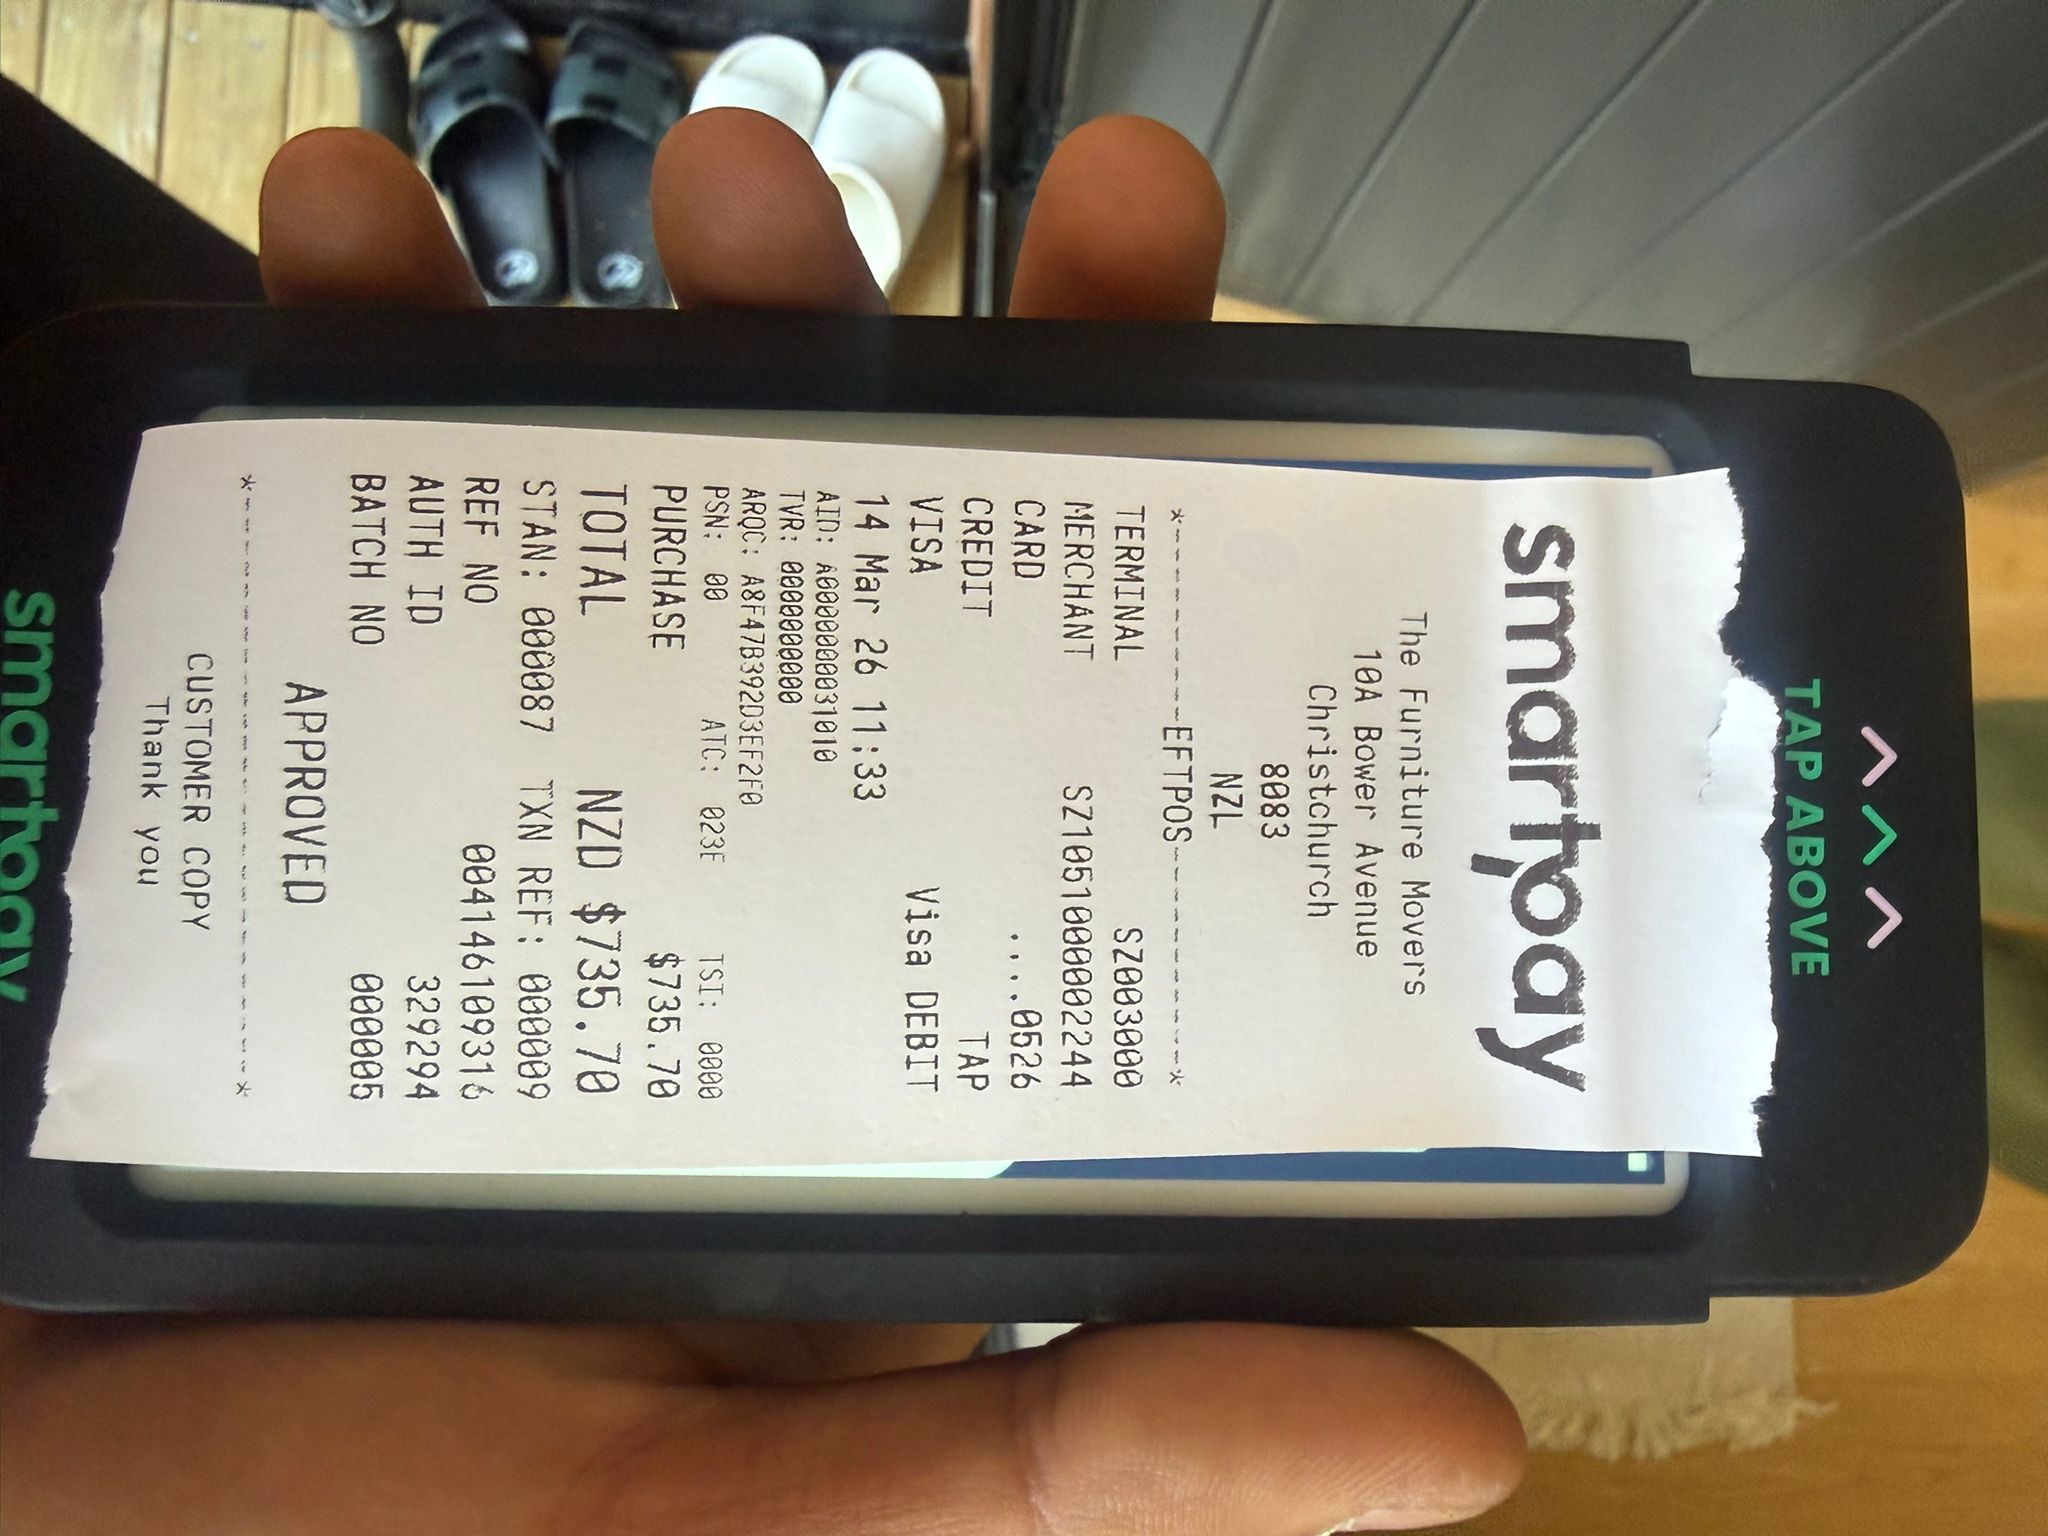 TAP ABOVE
smartpay
The Furniture Movers
10A Bower Avenue
Christchurch
8083
NZL
*------------EFTPOS------------*
TERMINAL SZ003000
MERCHANT SZ10510000002244
CARD ....0526
CREDIT TAP
VISA Visa DEBIT
14 Mar 26 11:33
AID: A0000000031010
TVR: 0000000000
ARQC: A8F47B392D3EF2F0
PSN: 00 ATC: 023E TSI: 0000
PURCHASE $735.70
TOTAL NZD $735.70
STAN: 000087 TXN REF: 000009
REF NO 004146109316
AUTH ID 329294
BATCH NO 000005
APPROVED
*------------------------------*
CUSTOMER COPY
Thank you
smartpay